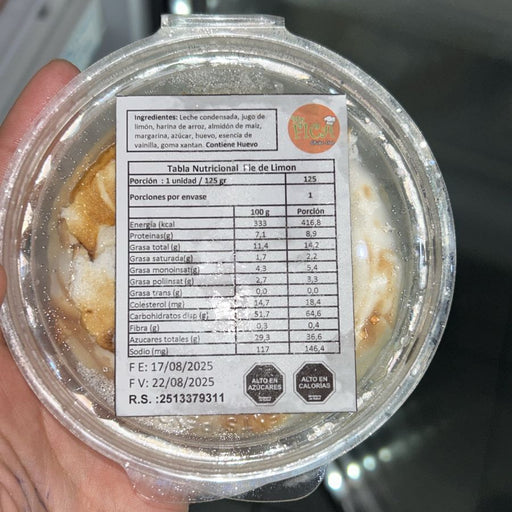 Ingredientes: Leche condensada, jugo de
limón, harina de arroz, almidón de maíz,
margarina, azúcar, huevo, esencia de
vainilla, goma xantan. Contiene Huevo
PICA
Tabla Nutricional Pie de Limon
Porción : 1 unidad / 125 gr 125
Porciones por envase 1
100 g Porción
Energía (kcal 333 416,8
Proteinas(g) 7,1 8,9
Grasa total (g) 11,4 14,2
Grasa saturada(g) 1,7 2,2
Grasa monoinsat(g) 4,3 5,4
Grasa poliinsat (g) 2,7 3,3
Grasa trans (g) 0,0 0,0
Colesterol (mg) 14,7 18,4
Carbohidratos disp (g) 51,7 64,6
Fibra (g) 0,3 0,4
Azucares totales (g) 29,3 36,6
Sodio (mg) 117 146,4
F E: 17/08/2025
F V: 22/08/2025
R.S. :2513379311
ALTO EN
AZÚCARES
ALTO EN
CALORÍAS